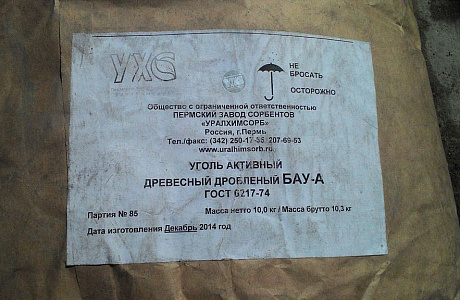 УХС
НЕ
БРОСАТЬ
ОСТОРОЖНО
Общество с ограниченной ответственностью
ПЕРМСКИЙ ЗАВОД СОРБЕНТОВ
«УРАЛХИМСОРБ»
Россия, г.Пермь
Тел./факс: (342) 250-17-55, 207-69-53
www.uralhimsorb.ru
УГОЛЬ АКТИВНЫЙ
ДРЕВЕСНЫЙ ДРОБЛЕНЫЙ БАУ-А
ГОСТ 6217-74
Партия № 85
Масса нетто 10,0 кг / Масса брутто 10,3 кг
Дата изготовления Декабрь 2014 год